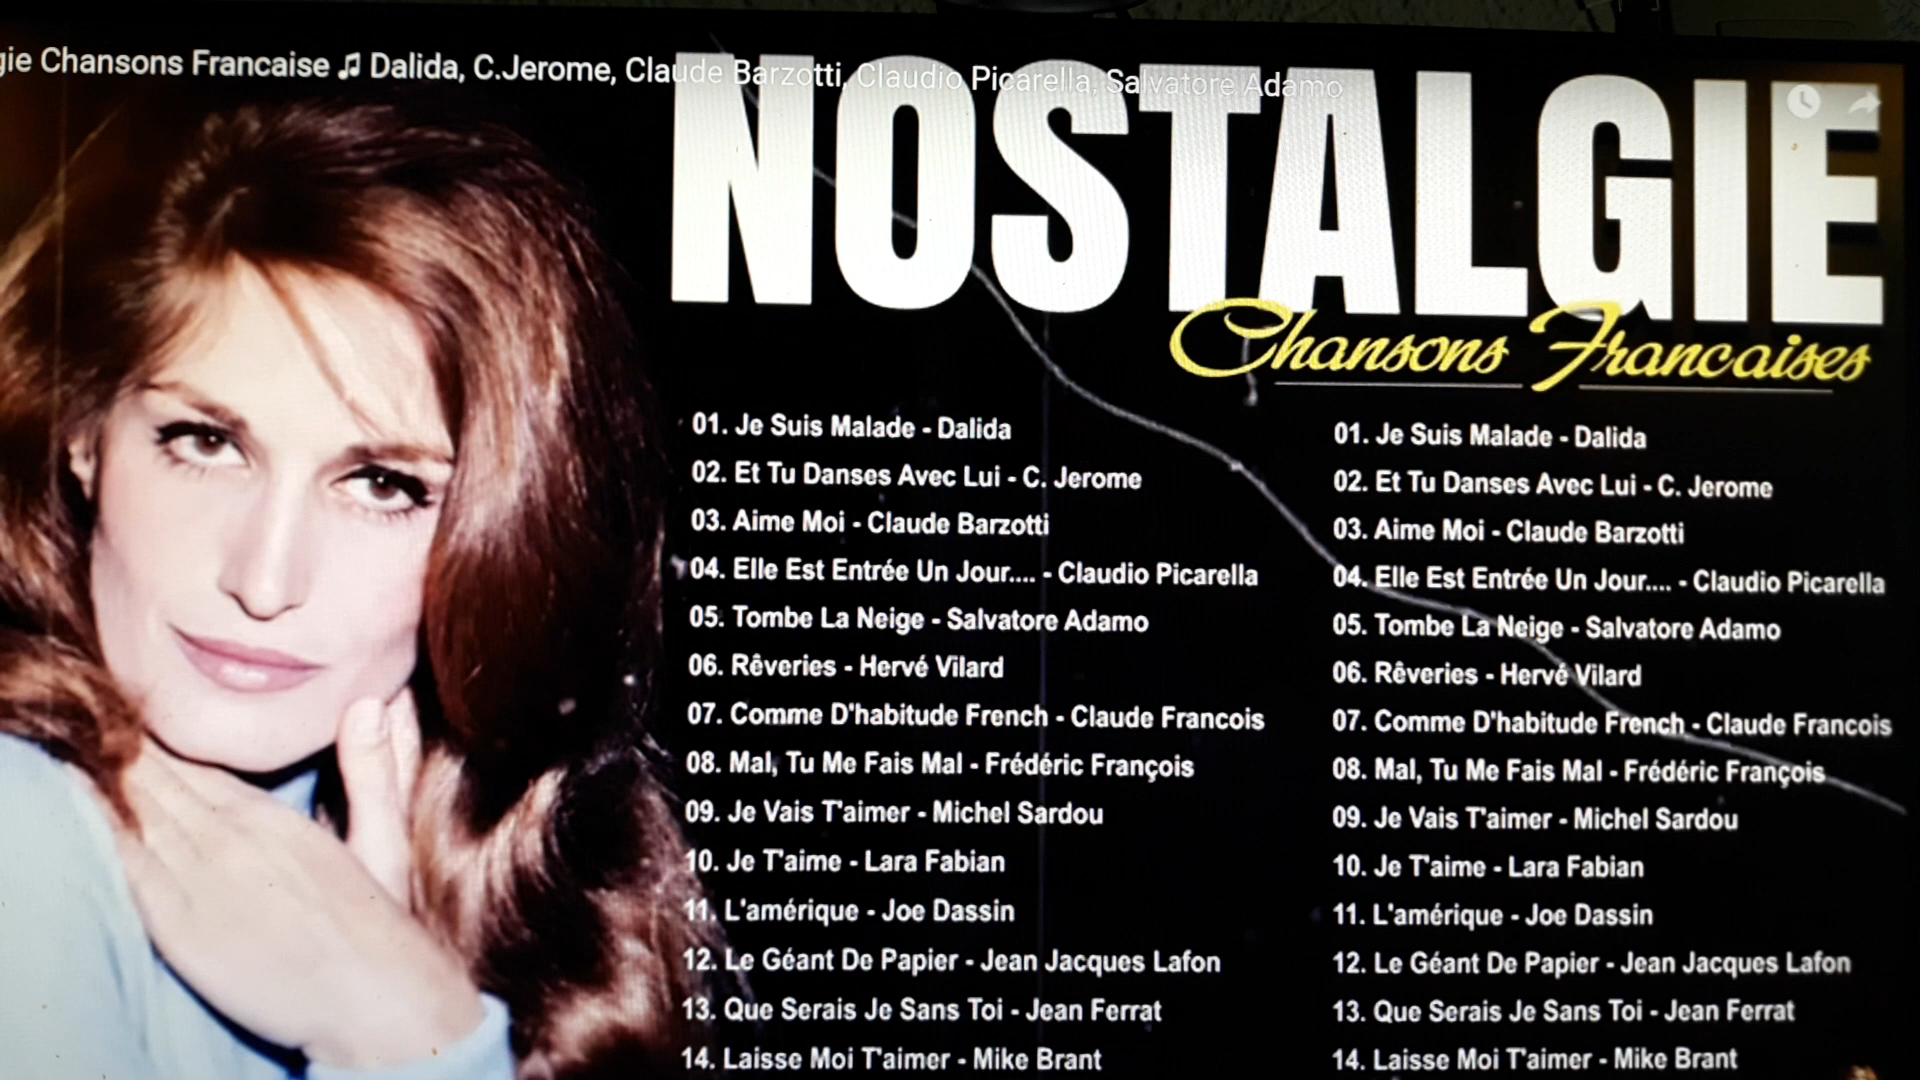 gie Chansons Francaise ♫ Dalida, C.Jerome, Claude Barzotti, Claudio Picarella, Salvatore Adamo
NOSTALGIE
Chansons Francaises
01. Je Suis Malade - Dalida
02. Et Tu Danses Avec Lui - C. Jerome
03. Aime Moi - Claude Barzotti
04. Elle Est Entrée Un Jour.... - Claudio Picarella
05. Tombe La Neige - Salvatore Adamo
06. Rêveries - Hervé Vilard
07. Comme D'habitude French - Claude Francois
08. Mal, Tu Me Fais Mal - Frédéric François
09. Je Vais T'aimer - Michel Sardou
10. Je T'aime - Lara Fabian
11. L'amérique - Joe Dassin
12. Le Géant De Papier - Jean Jacques Lafon
13. Que Serais Je Sans Toi - Jean Ferrat
14. Laisse Moi T'aimer - Mike Brant
01. Je Suis Malade - Dalida
02. Et Tu Danses Avec Lui - C. Jerome
03. Aime Moi - Claude Barzotti
04. Elle Est Entrée Un Jour.... - Claudio Picarella
05. Tombe La Neige - Salvatore Adamo
06. Rêveries - Hervé Vilard
07. Comme D'habitude French - Claude Francois
08. Mal, Tu Me Fais Mal - Frédéric François
09. Je Vais T'aimer - Michel Sardou
10. Je T'aime - Lara Fabian
11. L'amérique - Joe Dassin
12. Le Géant De Papier - Jean Jacques Lafon
13. Que Serais Je Sans Toi - Jean Ferrat
14. Laisse Moi T'aimer - Mike Brant